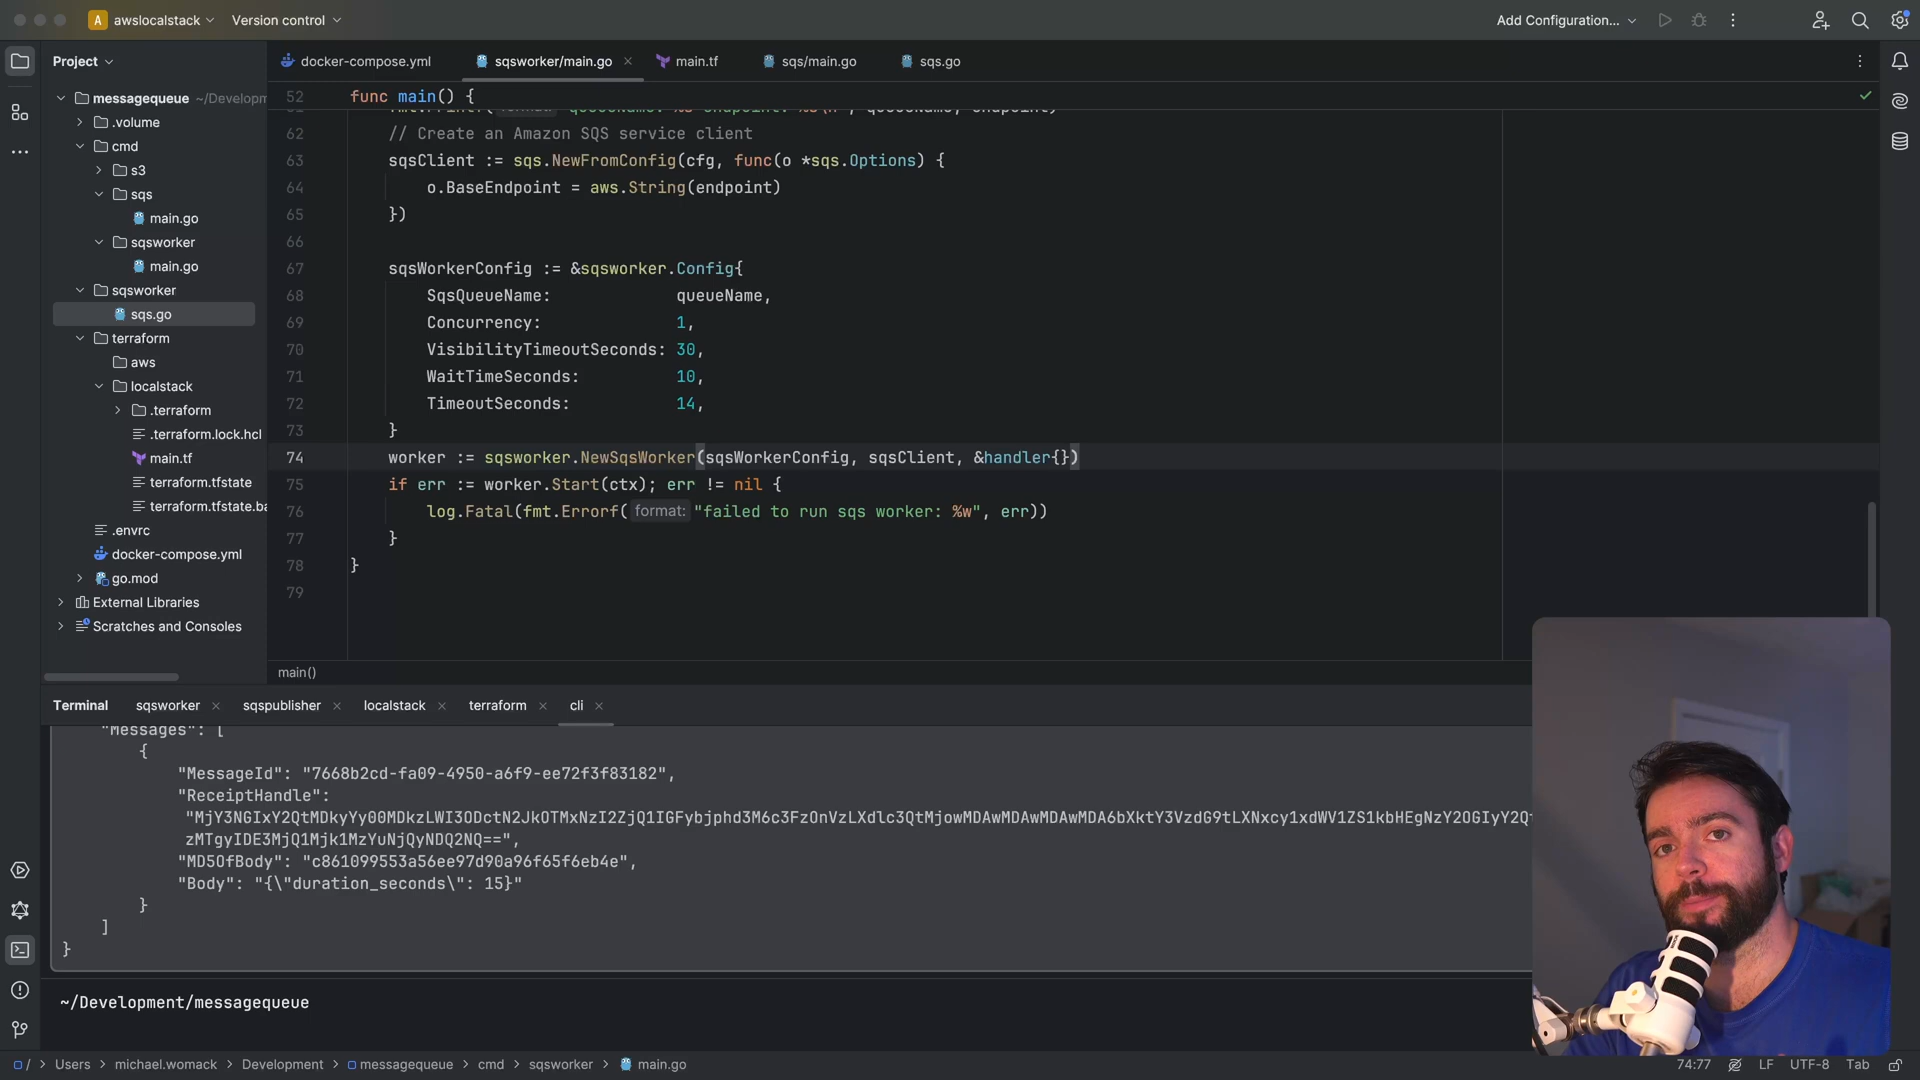 A awslocalstack
Version control
Add Configuration...
Project
docker-compose.yml
sqsworker/main.go
main.tf
sqs/main.go
sqs.go
messagequeue ~/Developm
.volume
cmd
s3
sqs
main.go
sqsworker
main.go
sqsworker
sqs.go
terraform
aws
localstack
.terraform
.terraform.lock.hcl
main.tf
terraform.tfstate
terraform.tfstate.ba
.envrc
docker-compose.yml
go.mod
External Libraries
Scratches and Consoles
52 func main() {
62 // Create an Amazon SQS service client
63 sqsClient := sqs.NewFromConfig(cfg, func(o *sqs.Options) {
64 o.BaseEndpoint = aws.String(endpoint)
65 })
66
67 sqsWorkerConfig := &sqsworker.Config{
68 SqsQueueName: queueName,
69 Concurrency: 1,
70 VisibilityTimeoutSeconds: 30,
71 WaitTimeSeconds: 10,
72 TimeoutSeconds: 14,
73 }
74 worker := sqsworker.NewSqsWorker(sqsWorkerConfig, sqsClient, &handler{})
75 if err := worker.Start(ctx); err != nil {
76 log.Fatal(fmt.Errorf( format: "failed to run sqs worker: %w", err))
77 }
78 }
79
main()
Terminal sqsworker sqspublisher localstack terraform cli
"Messages": [
{
"MessageId": "7668b2cd-fa09-4950-a6f9-ee72f3f83182",
"ReceiptHandle":
"MD5OfBody": "c861099553a56ee97d90a96f65f6eb4e",
"Body": "{\"duration_seconds\": 15}"
}
]
}
~/Development/messagequeue
/ > Users > michael.womack > Development > messagequeue > cmd > sqsworker > main.go
74:77 LF UTF-8 Tab